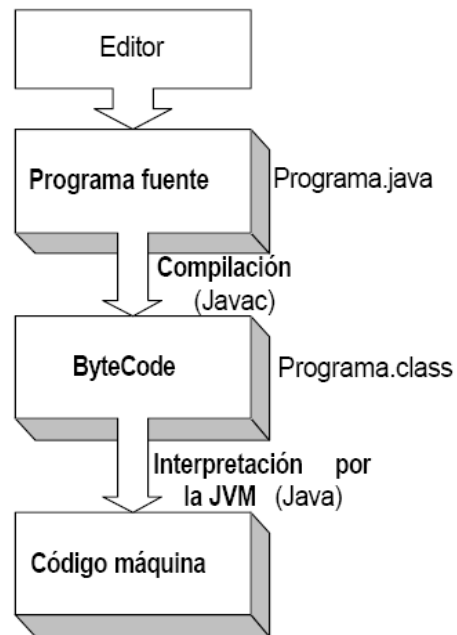 Editor
Programa fuente
Programa.java
Compilación
(Javac)
ByteCode
Programa.class
Interpretación por
la JVM (Java)
Código máquina